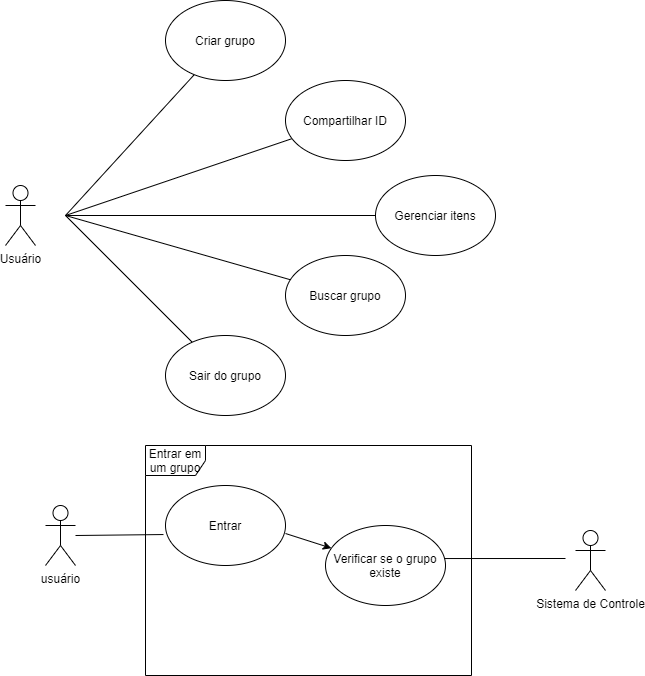 Criar grupo
Compartilhar ID
Gerenciar itens
Usuário
Buscar grupo
Sair do grupo
Entrar em
um grupo
Entrar
Verificar se o grupo
existe
usuário
Sistema de Controle